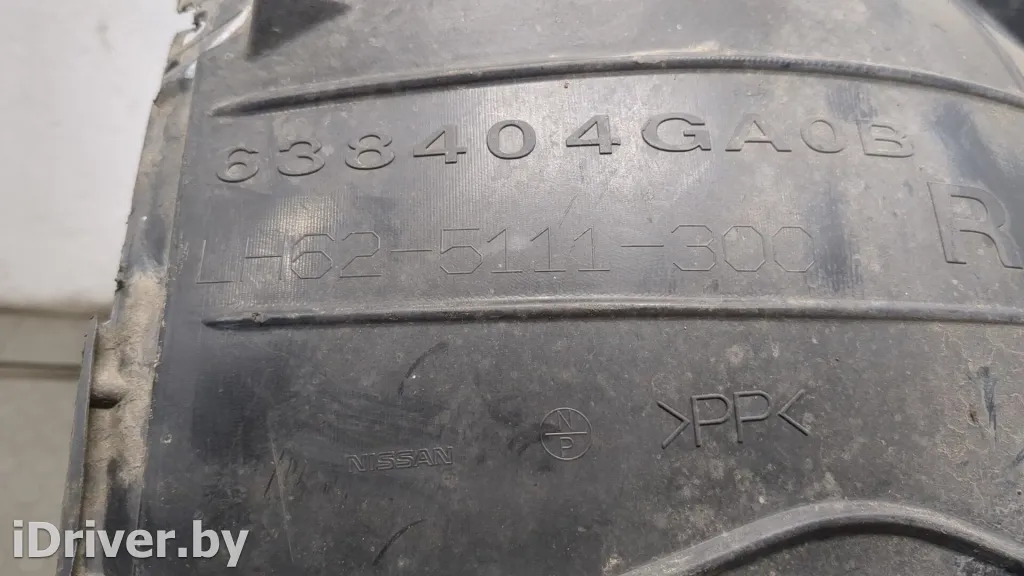 638404GA0B
R
LH62-5111-300
>PP<
N
P
NISSAN
iDriver.by